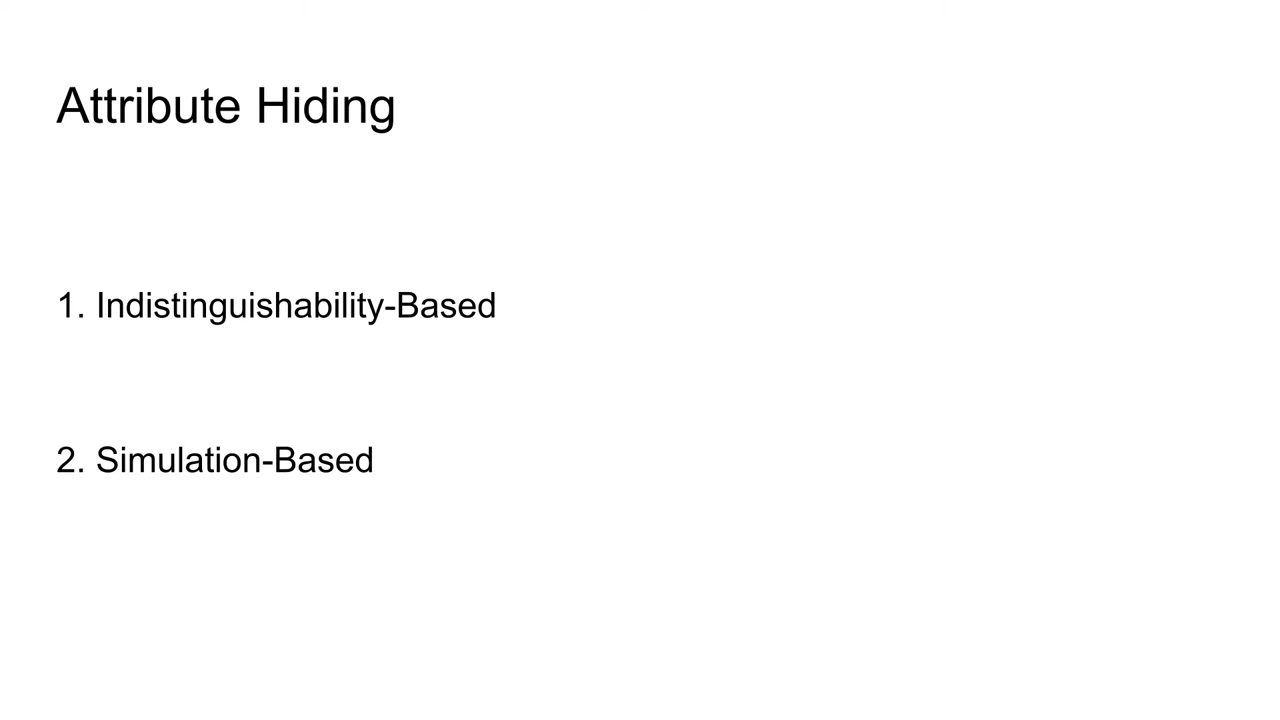 Attribute Hiding
1. Indistinguishability-Based
2. Simulation-Based